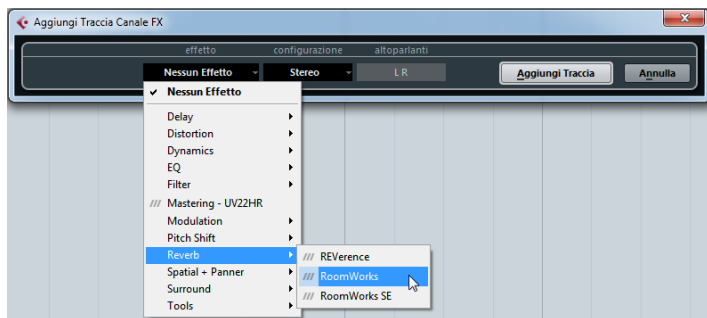 Aggiungi Traccia Canale FX
effetto configurazione altoparlanti
Nessun Effetto Stereo L R Aggiungi Traccia Annulla
Nessun Effetto
Delay
Distortion
Dynamics
EQ
Filter
Mastering - UV22HR
Modulation
Pitch Shift
Reverb
REVerence
Spatial + Panner
RoomWorks
Surround
RoomWorks SE
Tools